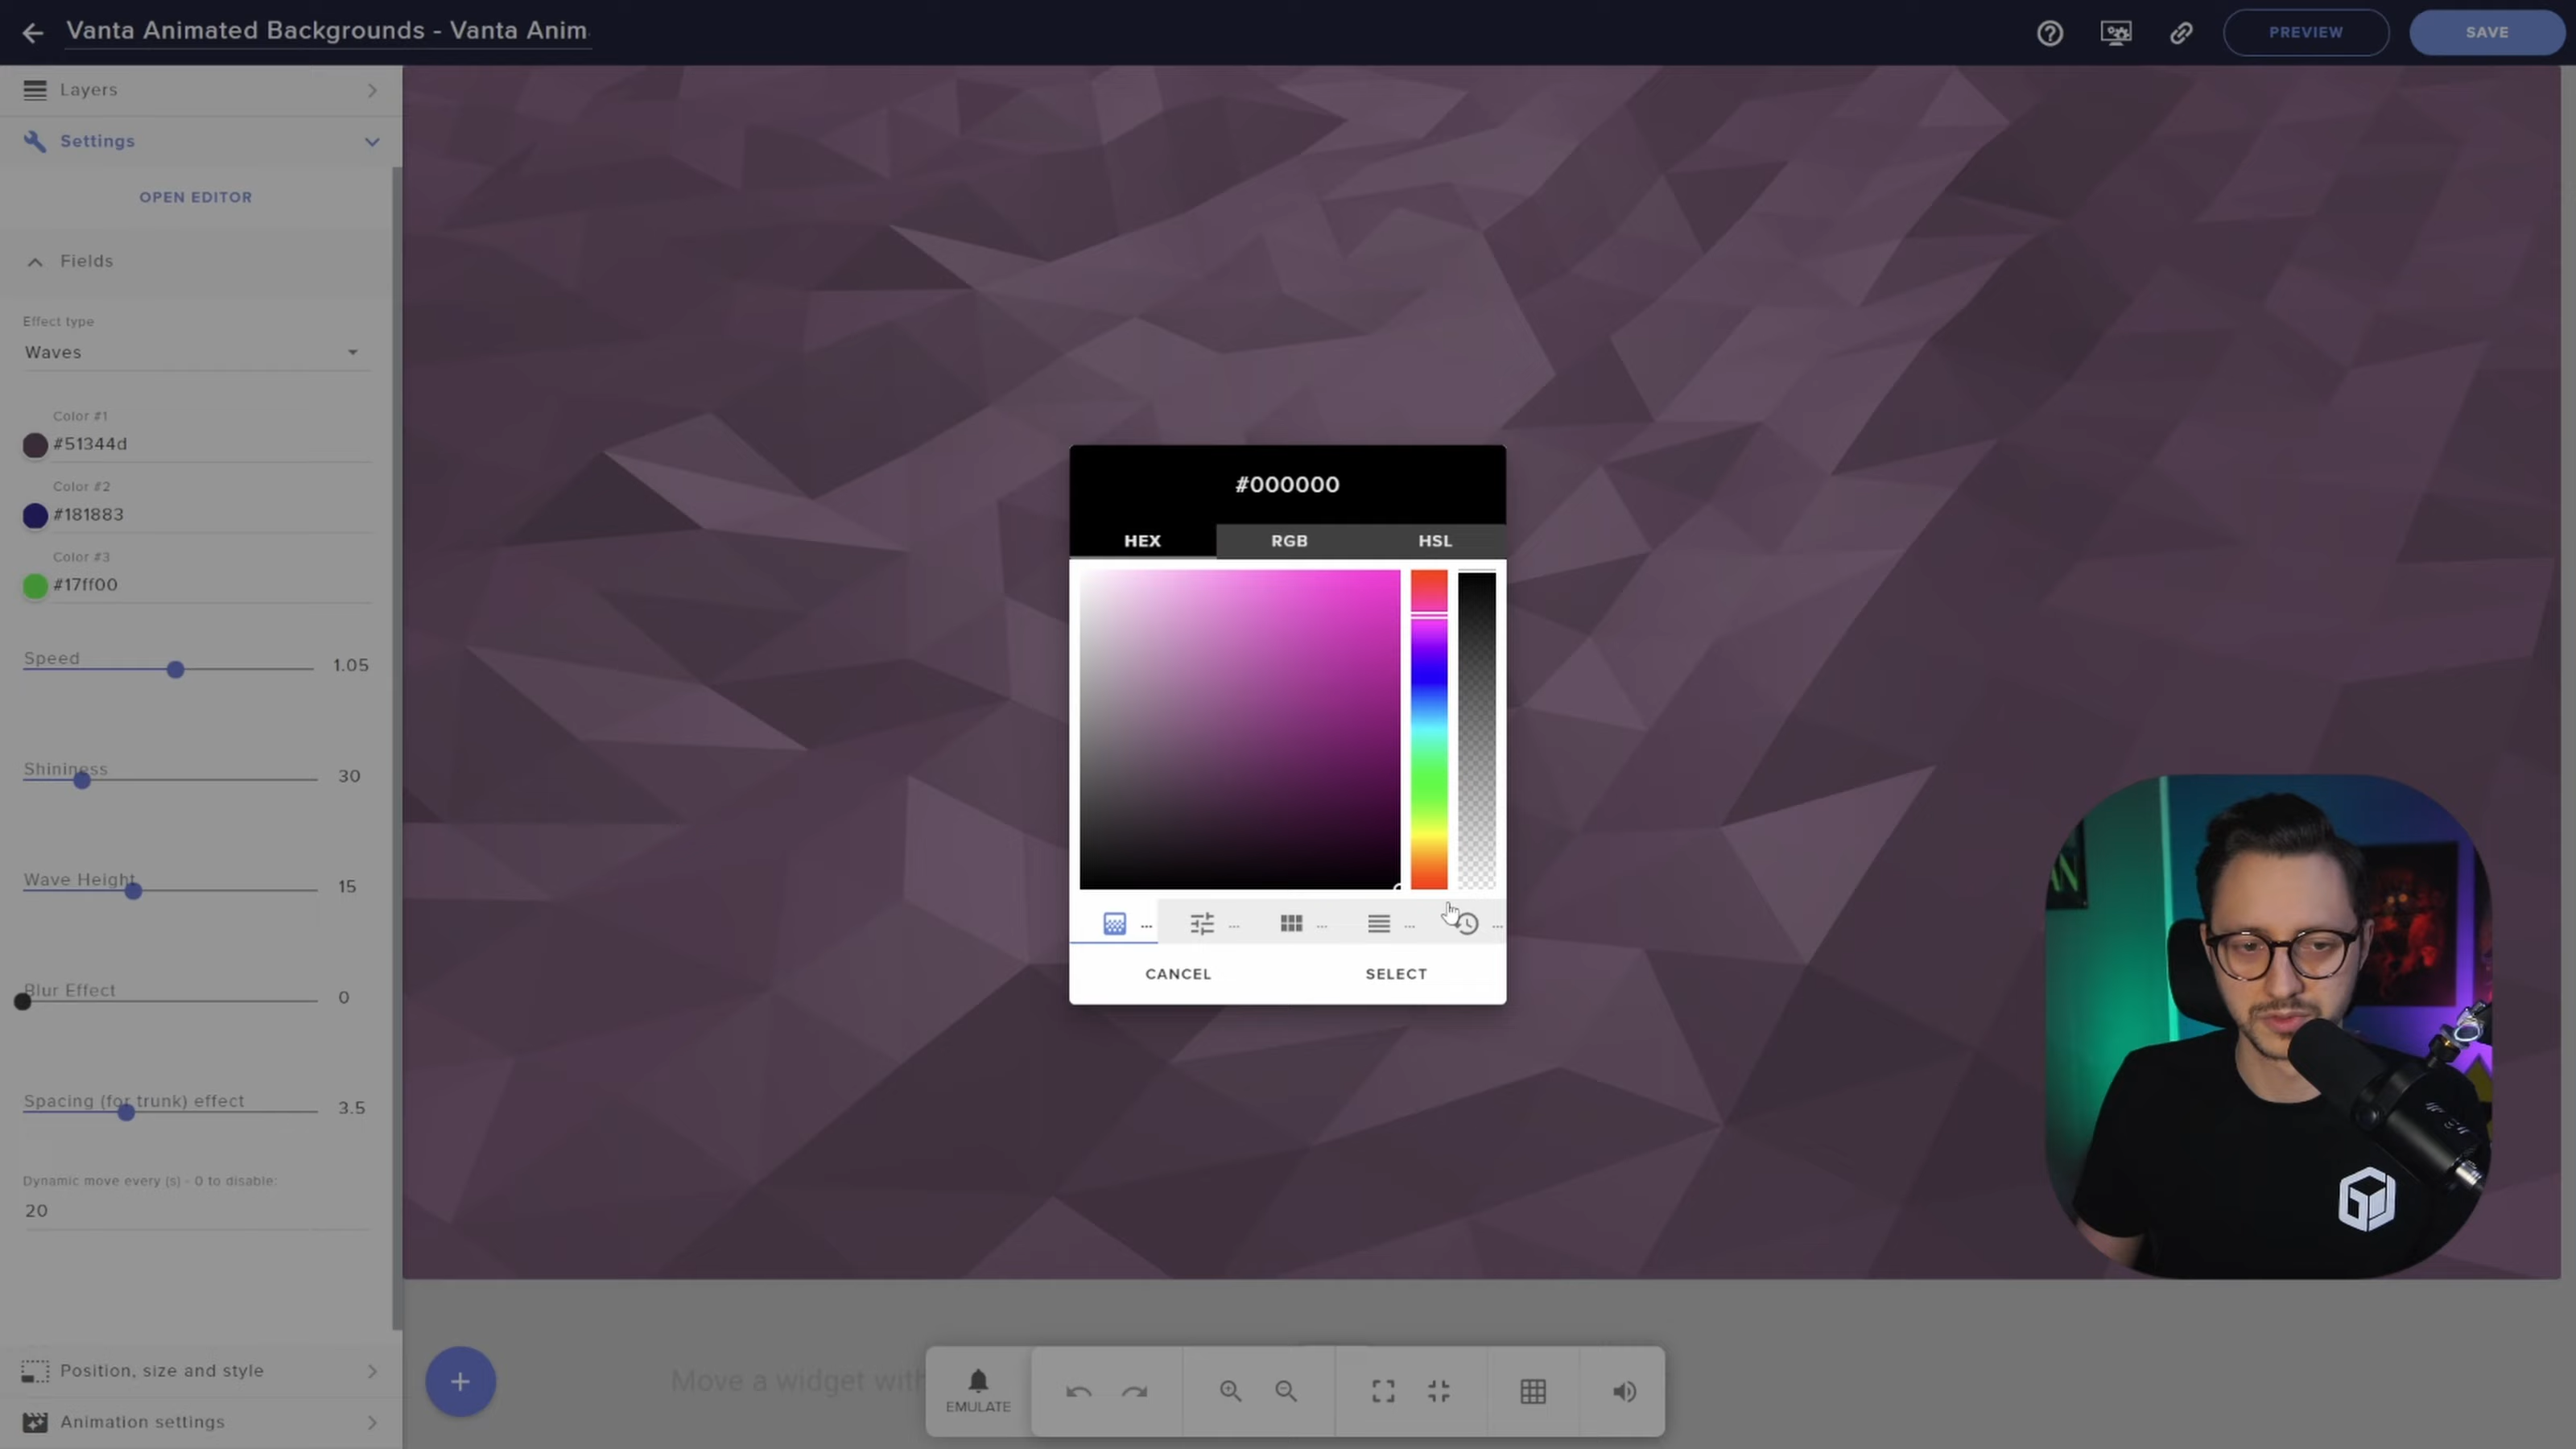 Vanta Animated Backgrounds - Vanta Anim
PREVIEW
SAVE
Layers
Settings
OPEN EDITOR
Fields
Effect type
Waves
Color #1
#51344d
Color #2
#181883
Color #3
#17ff00
Speed
1.05
Shininess
30
Wave Height
15
Blur Effect
0
Spacing (for trunk) effect
3.5
Dynamic move every (s) - 0 to disable:
20
Position, size and style
Animation settings
#000000
HEX
RGB
HSL
...
...
...
...
...
CANCEL
SELECT
Move a widget with
EMULATE